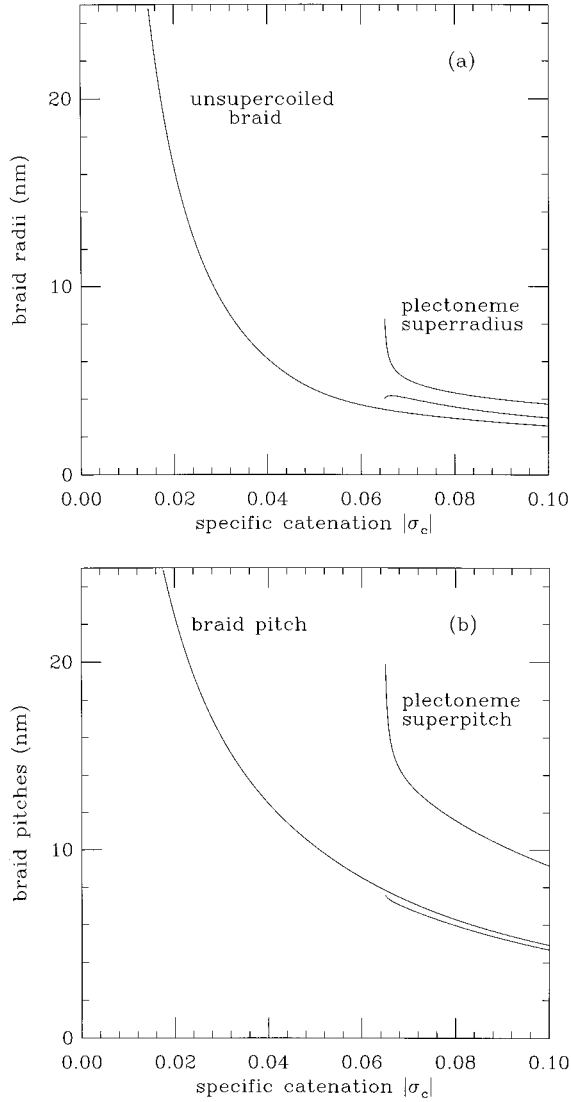 (a)
unsupercoiled
braid
plectoneme
superradius
braid radii (nm)
20
10
0
0.00 0.02 0.04 0.06 0.08 0.10
specific catenation |σc|
(b)
braid pitch
plectoneme
superpitch
braid pitches (nm)
20
10
0
0.00 0.02 0.04 0.06 0.08 0.10
specific catenation |σc|